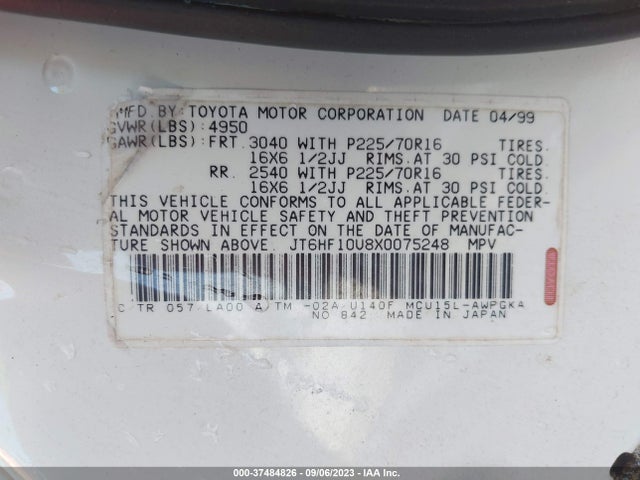 MFD.BY:TOYOTA MOTOR CORPORATION DATE 04/99
GVWR(LBS):4950
GAWR(LBS):FRT.3040 WITH P225/70R16 TIRES.
16X6 1/2JJ RIMS.AT 30 PSI COLD.
RR. 2540 WITH P225/70R16 TIRES.
16X6 1/2JJ RIMS.AT 30 PSI COLD.
THIS VEHICLE CONFORMS TO ALL APPLICABLE FEDER-
AL MOTOR VEHICLE SAFETY AND THEFT PREVENTION
STANDARDS IN EFFECT ON THE DATE OF MANUFAC-
TURE SHOWN ABOVE. JT6HF10U8X0075248 MPV
C/TR 057/LA00 A/TM -02A/U140F MCU15L-AWPGKA
NO 842 MADE IN JAPAN
000-37484826 - 09/06/2023 - IAA Inc.